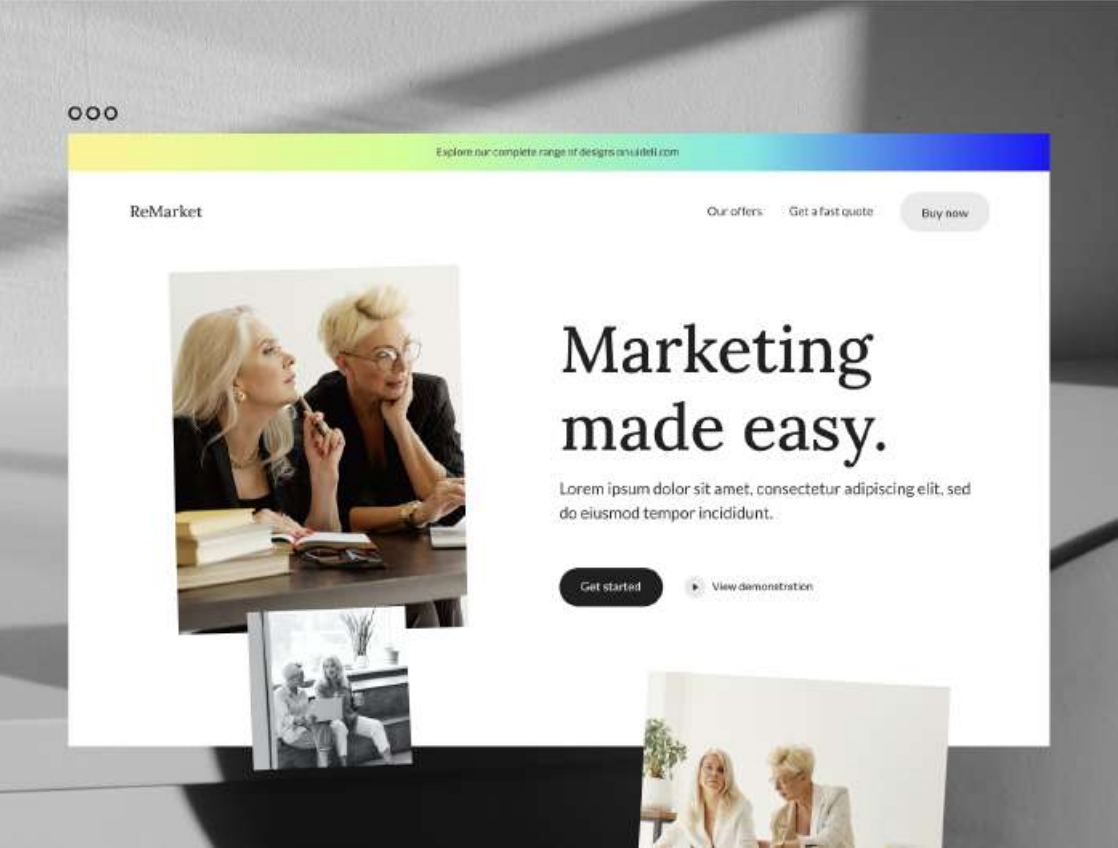 Explore our complete range of designs on uideli.com
ReMarket
Our offers
Get a fast quote
Buy now
Marketing
made easy.
Lorem ipsum dolor sit amet, consectetur adipiscing elit, sed
do eiusmod tempor incididunt.
Get started
View demonstration